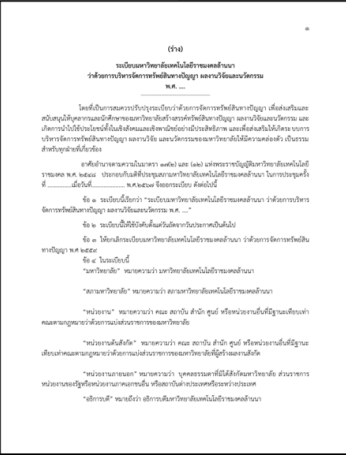 ๑
(ร่าง)
ระเบียบมหาวิทยาลัยเทคโนโลยีราชมงคลล้านนา
ว่าด้วยการบริหารจัดการทรัพย์สินทางปัญญา ผลงานวิจัยและนวัตกรรม
พ.ศ. ....
โดยที่เป็นการสมควรปรับปรุงระเบียบว่าด้วยการจัดการทรัพย์สินทางปัญญา เพื่อส่งเสริมและ
สนับสนุนให้บุคลากรและนักศึกษาของมหาวิทยาลัยสร้างสรรค์ทรัพย์สินทางปัญญา ผลงานวิจัยและนวัตกรรม และ
เกิดการนำไปใช้ประโยชน์ทั้งในเชิงสังคมและเชิงพาณิชย์อย่างมีประสิทธิภาพ และเพื่อส่งเสริมให้เกิดระบบการ
บริหารจัดการทรัพย์สินทางปัญญา ผลงานวิจัย และนวัตกรรมของมหาวิทยาลัยให้มีความคล่องตัว เป็นธรรม
สำหรับทุกฝ่ายที่เกี่ยวข้อง
อาศัยอำนาจตามความในมาตรา ๑๗(๒) และ (๑๒) แห่งพระราชบัญญัติมหาวิทยาลัยเทคโนโลยี
ราชมงคล พ.ศ. ๒๕๔๘ ประกอบกับมติที่ประชุมสภามหาวิทยาลัยเทคโนโลยีราชมงคลล้านนา ในการประชุมครั้ง
ที่ ................เมื่อวันที่...................... พ.ศ.๒๕๖๗ จึงออกระเบียบ ดังต่อไปนี้
ข้อ ๑ ระเบียบนี้เรียกว่า "ระเบียบมหาวิทยาลัยเทคโนโลยีราชมงคลล้านนา ว่าด้วยการบริหาร
จัดการทรัพย์สินทางปัญญา ผลงานวิจัยและนวัตกรรม พ.ศ. ...."
ข้อ ๒ ระเบียบนี้ให้ใช้บังคับตั้งแต่วันถัดจากวันประกาศเป็นต้นไป
ข้อ ๓ ให้ยกเลิกระเบียบมหาวิทยาลัยเทคโนโลยีราชมงคลล้านนา ว่าด้วยการจัดการทรัพย์สิน
ทางปัญญา พ.ศ ๒๕๕๙
ข้อ ๔ ในระเบียบนี้
"มหาวิทยาลัย" หมายความว่า มหาวิทยาลัยเทคโนโลยีราชมงคลล้านนา
"สภามหาวิทยาลัย" หมายความว่า สภามหาวิทยาลัยเทคโนโลยีราชมงคลล้านนา
"หน่วยงาน" หมายความว่า คณะ สถาบัน สำนัก ศูนย์ หรือหน่วยงานอื่นที่มีฐานะเทียบเท่า
คณะตามกฎหมายว่าด้วยการแบ่งส่วนราชการของมหาวิทยาลัย
"หน่วยงานต้นสังกัด" หมายความว่า คณะ สถาบัน สำนัก ศูนย์ หรือหน่วยงานอื่นที่มีฐานะ
เทียบเท่าคณะตามกฎหมายว่าด้วยการแบ่งส่วนราชการของมหาวิทยาลัยที่ผู้สร้างผลงานสังกัด
"หน่วยงานภายนอก" หมายความว่า บุคคลธรรมดาที่มิได้สังกัดมหาวิทยาลัย ส่วนราชการ
หน่วยงานของรัฐหรือหน่วยงานภาคเอกชนอื่น หรือสถาบันต่างประเทศหรือระหว่างประเทศ
"อธิการบดี" หมายถึงว่า อธิการบดีมหาวิทยาลัยเทคโนโลยีราชมงคลล้านนา